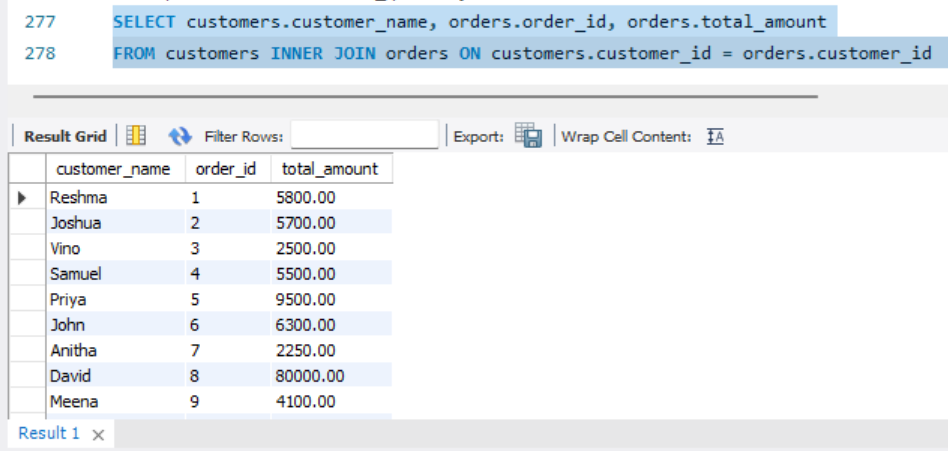 277 SELECT customers.customer_name, orders.order_id, orders.total_amount
278 FROM customers INNER JOIN orders ON customers.customer_id = orders.customer_id
Result Grid Filter Rows: Export: Wrap Cell Content: IA
customer_name order_id total_amount
Reshma 1 5800.00
Joshua 2 5700.00
Vino 3 2500.00
Samuel 4 5500.00
Priya 5 9500.00
John 6 6300.00
Anitha 7 2250.00
David 8 80000.00
Meena 9 4100.00
Result 1 ×